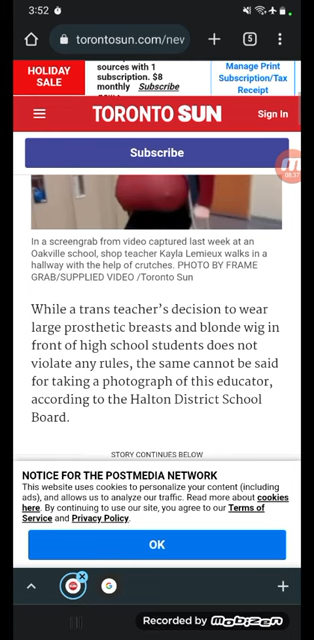 3:52
torontosun.com/nev
5
HOLIDAY
SALE
sources with 1
subscription. $8
monthly Subscribe
Manage Print
Subscription/Tax
Receipt
TORONTO SUN
Sign In
Subscribe
08:37
In a screengrab from video captured last week at an
Oakville school, shop teacher Kayla Lemieux walks in a
hallway with the help of crutches. PHOTO BY FRAME
GRAB/SUPPLIED VIDEO /Toronto Sun
While a trans teacher's decision to wear
large prosthetic breasts and blonde wig in
front of high school students does not
violate any rules, the same cannot be said
for taking a photograph of this educator,
according to the Halton District School
Board.
STORY CONTINUES BELOW
NOTICE FOR THE POSTMEDIA NETWORK
This website uses cookies to personalize your content (including
ads), and allows us to analyze our traffic. Read more about cookies
here. By continuing to use our site, you agree to our Terms of
Service and Privacy Policy.
OK
Recorded by Mobizen